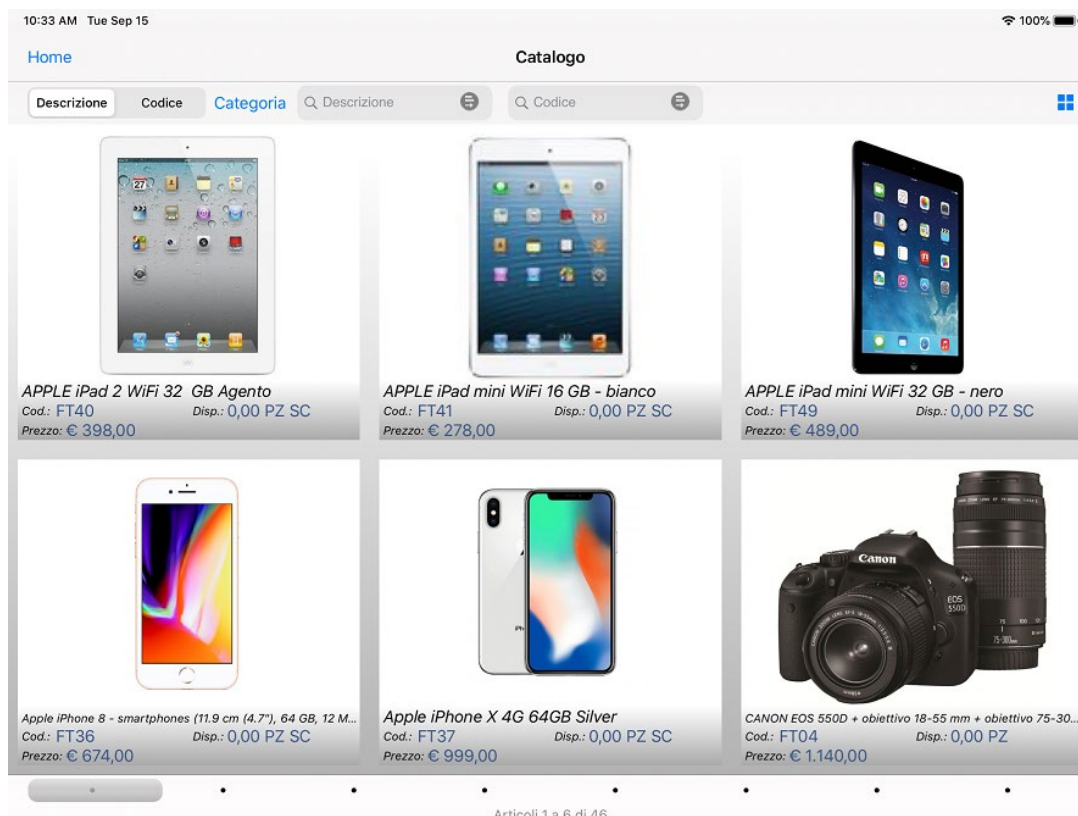 10:33 AM Tue Sep 15 100%
Home Catalogo
Descrizione Codice Categoria Descrizione Codice
APPLE iPad 2 WiFi 32 GB Agento
Cod.: FT40 Disp.: 0,00 PZ SC
Prezzo: € 398,00
APPLE iPad mini WiFi 16 GB - bianco
Cod.: FT41 Disp.: 0,00 PZ SC
Prezzo: € 278,00
APPLE iPad mini WiFi 32 GB - nero
Cod.: FT49 Disp.: 0,00 PZ SC
Prezzo: € 489,00
Apple iPhone 8 - smartphones (11.9 cm (4.7"), 64 GB, 12 M...
Cod.: FT36 Disp.: 0,00 PZ SC
Prezzo: € 674,00
Apple iPhone X 4G 64GB Silver
Cod.: FT37 Disp.: 0,00 PZ SC
Prezzo: € 999,00
Canon
EOS
550D
75-300mm
CANON EOS 550D + obiettivo 18-55 mm + obiettivo 75-30...
Cod.: FT04 Disp.: 0,00 PZ
Prezzo: € 1.140,00
Articoli 1 a 6 di 46